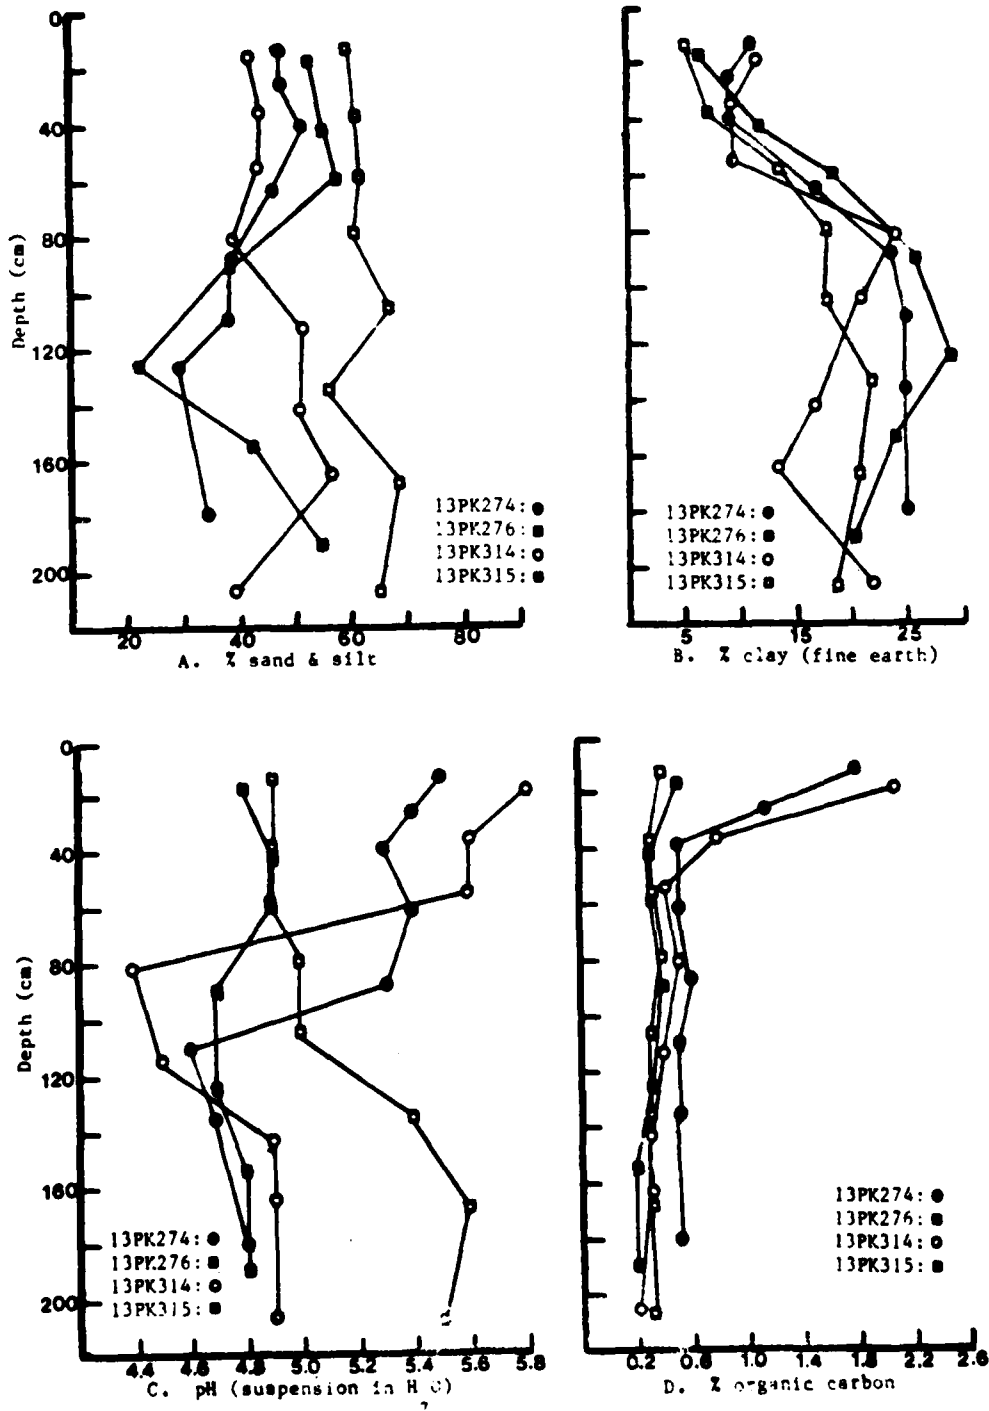 0
40
80
120
160
200
Depth (cm)
13PK274:
13PK276:
13PK314:
13PK315:
20 40 60 80
A. % sand & silt
13PK274:
13PK276:
13PK314:
13PK315:
5 15 25
B. % clay (fine earth)
0
40
80
120
160
200
Depth (cm)
13PK274:
13PK276:
13PK314:
13PK315:
4.4 4.6 5.0 5.2 5.4 5.6 5.8
C. pH (suspension in H O)
2
13PK274:
13PK276:
13PK314:
13PK315:
0.2 0.6 1.0 1.4 1.8 2.2 2.6
D. % organic carbon